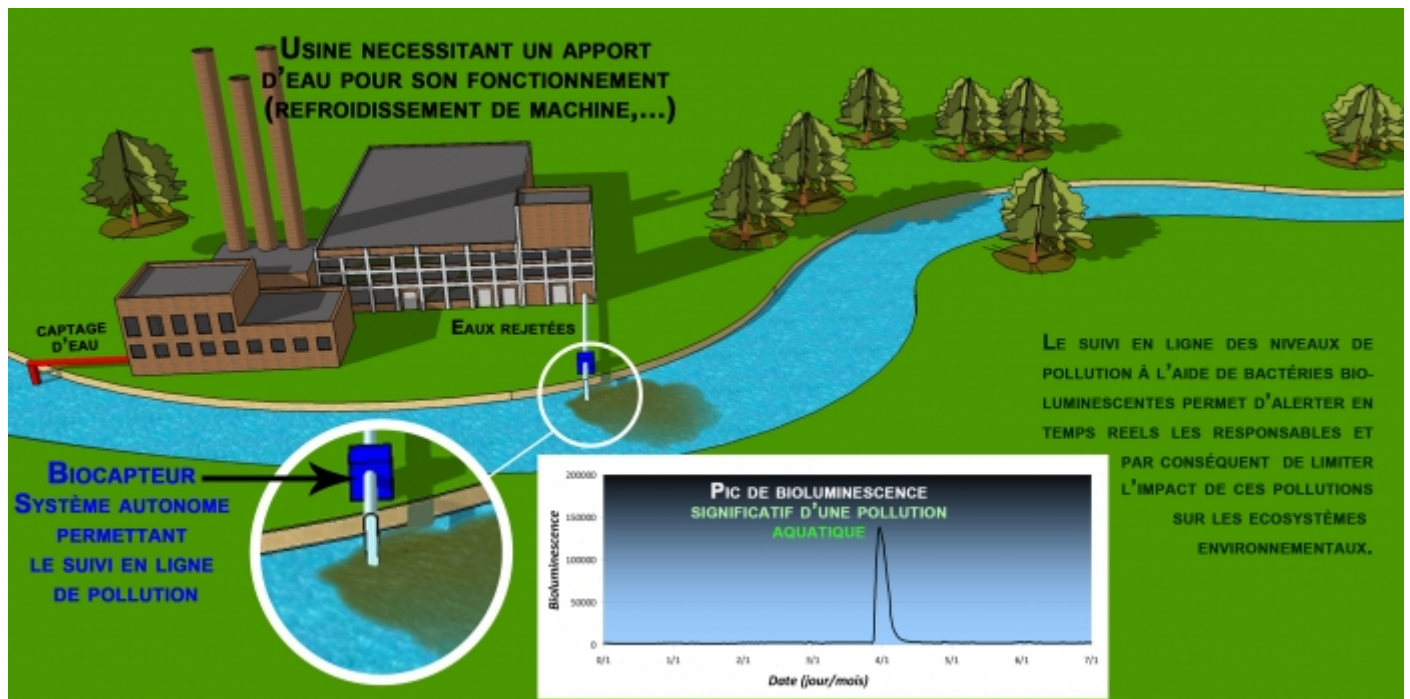 USINE NECESSITANT UN APPORT
D'EAU POUR SON FONCTIONNEMENT
(REFROIDISSEMENT DE MACHINE,...)
CAPTAGE
D'EAU
EAUX REJETÉES
LE SUIVI EN LIGNE DES NIVEAUX DE
POLLUTION À L'AIDE DE BACTÉRIES BIO-
LUMINESCENTES PERMET D'ALERTER EN
TEMPS REELS LES RESPONSABLES ET
PAR CONSÉQUENT DE LIMITER
L'IMPACT DE CES POLLUTIONS
SUR LES ECOSYSTÈMES
ENVIRONNEMENTAUX.
BIOCAPTEUR
SYSTÈME AUTONOME
PERMETTANT
LE SUIVI EN LIGNE
DE POLLUTION
PIC DE BIOLUMINESCENCE
SIGNIFICATIF D'UNE POLLUTION
AQUATIQUE
Bioluminescence
200000
150000
100000
50000
0
0/1 1/1 2/1 3/1 4/1 5/1 6/1 7/1
Date (jour/mois)